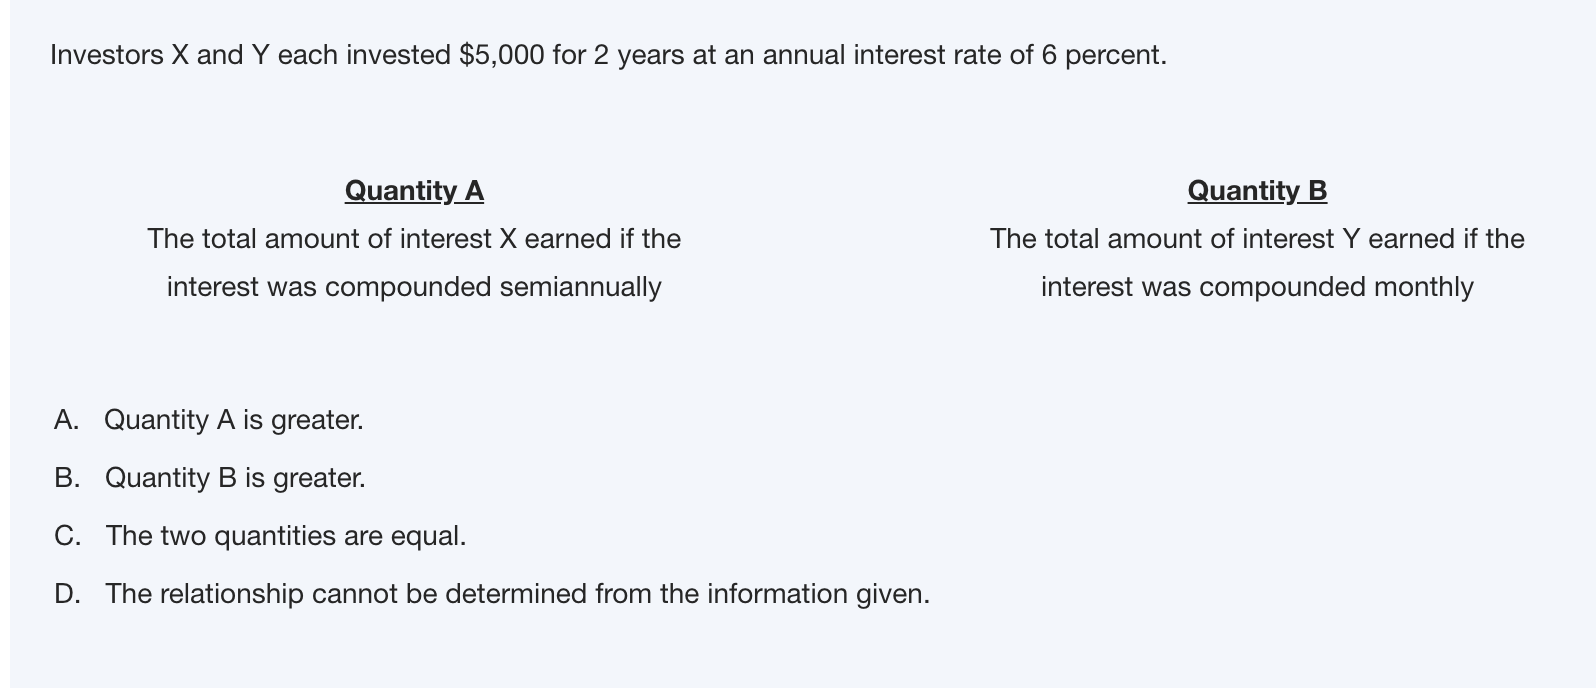 Investors X and Y each invested $5,000 for 2 years at an annual interest rate of 6 percent.
Quantity A
The total amount of interest X earned if the
interest was compounded semiannually
Quantity B
The total amount of interest Y earned if the
interest was compounded monthly
A. Quantity A is greater.
B. Quantity B is greater.
C. The two quantities are equal.
D. The relationship cannot be determined from the information given.